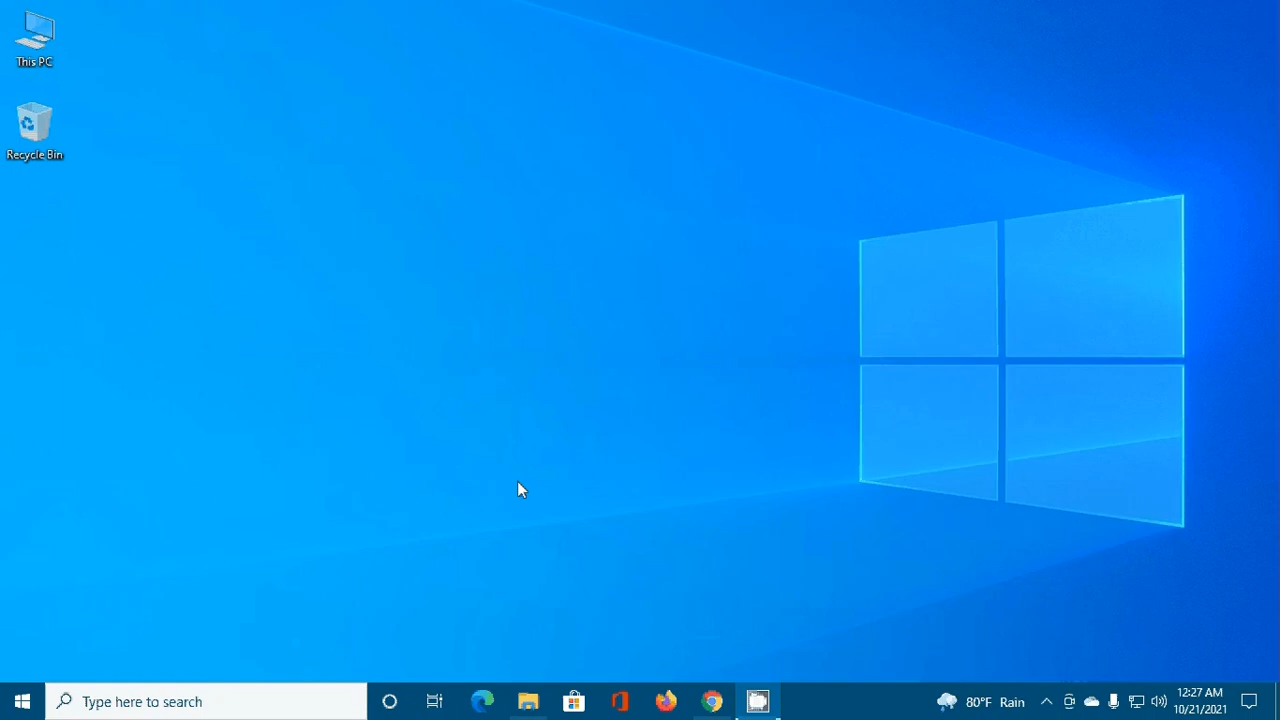 This PC
Recycle Bin
Type here to search
80°F Rain
12:27 AM
10/21/2021